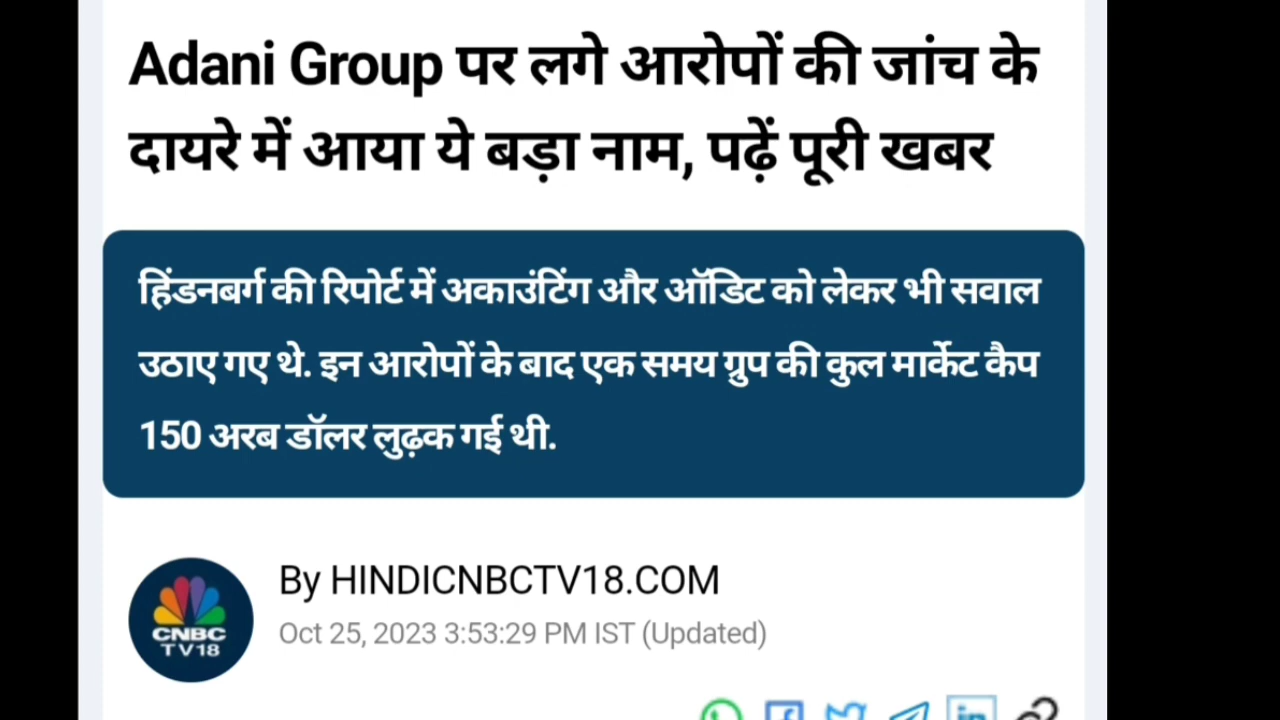 Adani Group पर लगे आरोपों की जांच के
दायरे में आया ये बड़ा नाम, पढ़ें पूरी खबर
हिंडनबर्ग की रिपोर्ट में अकाउंटिंग और ऑडिट को लेकर भी सवाल
उठाए गए थे. इन आरोपों के बाद एक समय ग्रुप की कुल मार्केट कैप
150 अरब डॉलर लुढ़क गई थी.
By HINDICNBCTV18.COM
Oct 25, 2023 3:53:29 PM IST (Updated)
CNBC
TV18